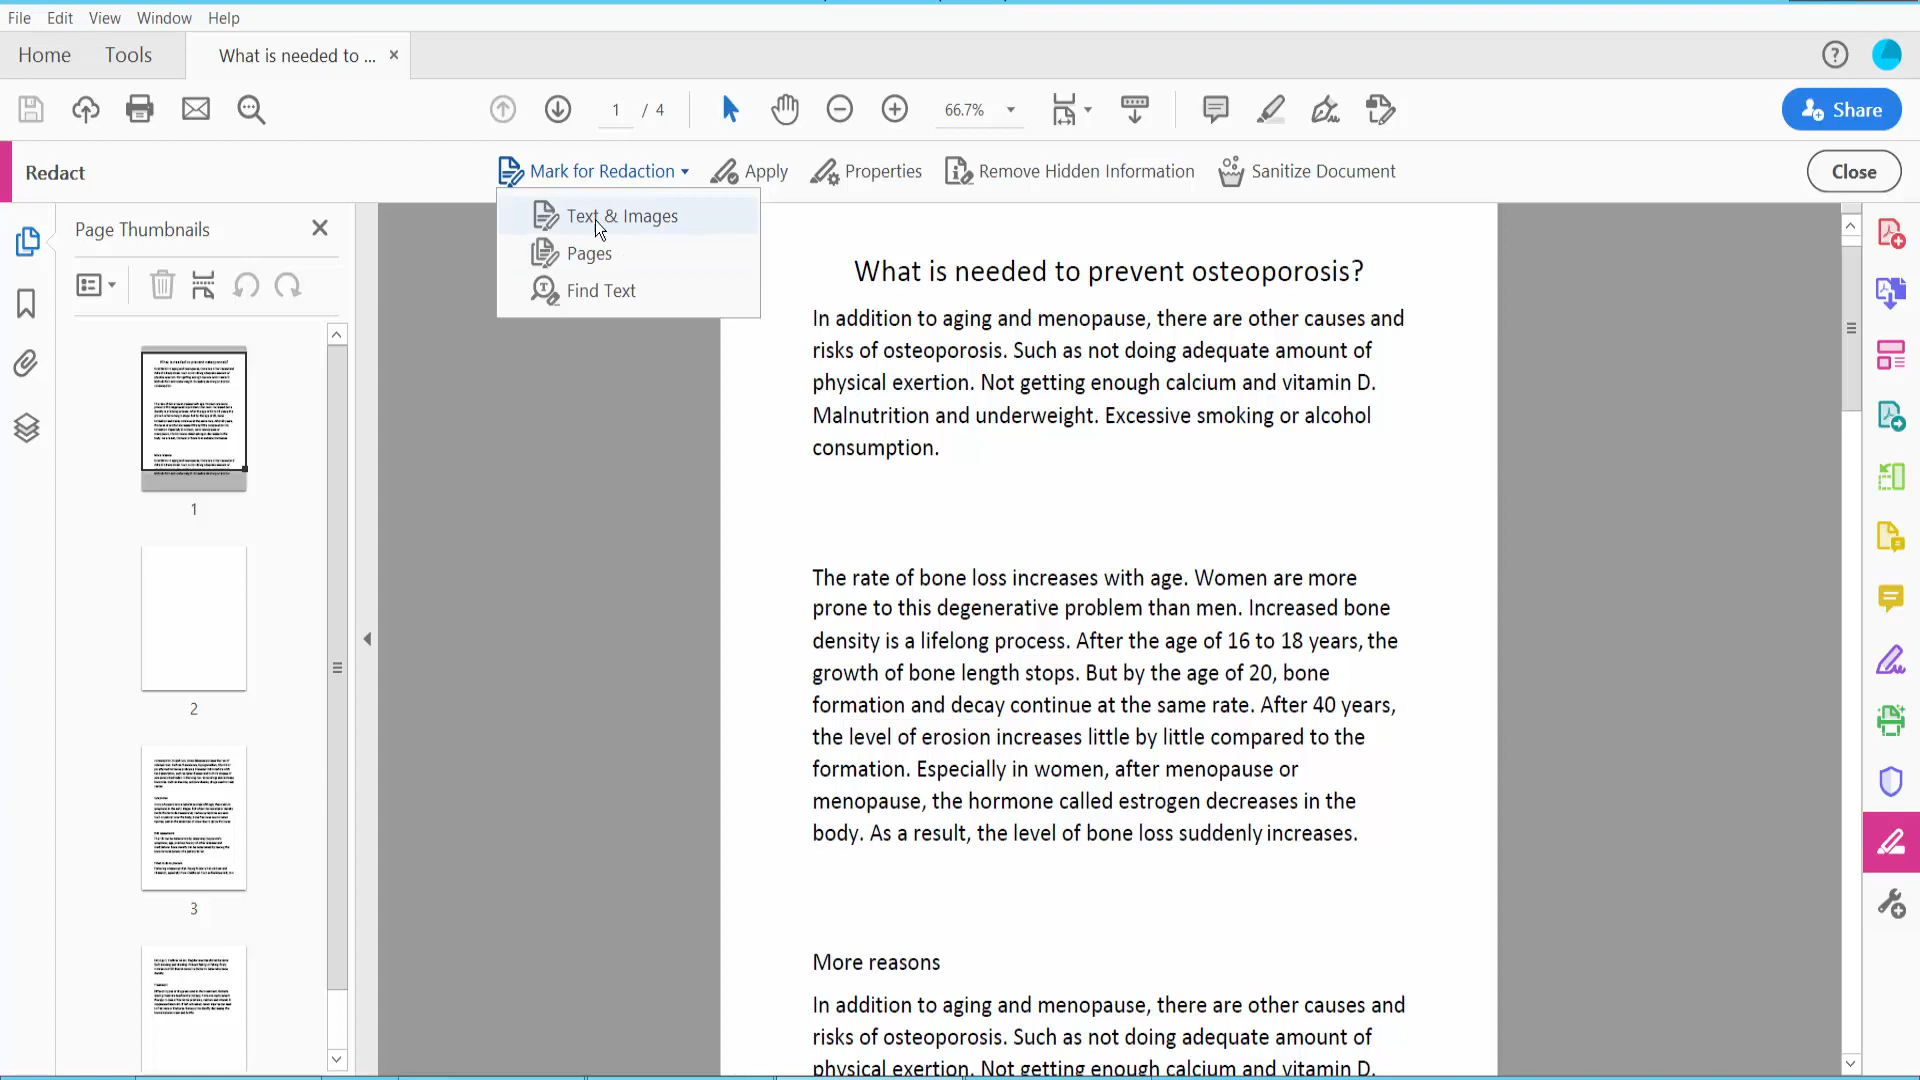 File Edit View Window Help
Home Tools What is needed to ... ×
1 / 4 66.7% Share
Redact Mark for Redaction Apply Properties Remove Hidden Information Sanitize Document Close
Text & Images
Pages
Find Text
Page Thumbnails
1
2
3
What is needed to prevent osteoporosis?
In addition to aging and menopause, there are other causes and
risks of osteoporosis. Such as not doing adequate amount of
physical exertion. Not getting enough calcium and vitamin D.
Malnutrition and underweight. Excessive smoking or alcohol
consumption.
The rate of bone loss increases with age. Women are more
prone to this degenerative problem than men. Increased bone
density is a lifelong process. After the age of 16 to 18 years, the
growth of bone length stops. But by the age of 20, bone
formation and decay continue at the same rate. After 40 years,
the level of erosion increases little by little compared to the
formation. Especially in women, after menopause or
menopause, the hormone called estrogen decreases in the
body. As a result, the level of bone loss suddenly increases.
More reasons
In addition to aging and menopause, there are other causes and
risks of osteoporosis. Such as not doing adequate amount of
physical exertion. Not getting enough calcium and vitamin D.